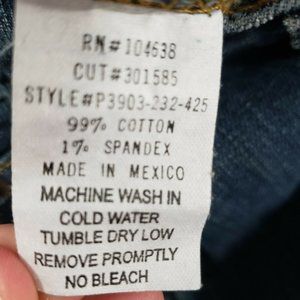 RN#104638
CUT#301585
STYLE#P3903-232-425
99% COTTON
1% SPANDEX
MADE IN MEXICO
MACHINE WASH IN
COLD WATER
TUMBLE DRY LOW
REMOVE PROMPTLY
NO BLEACH